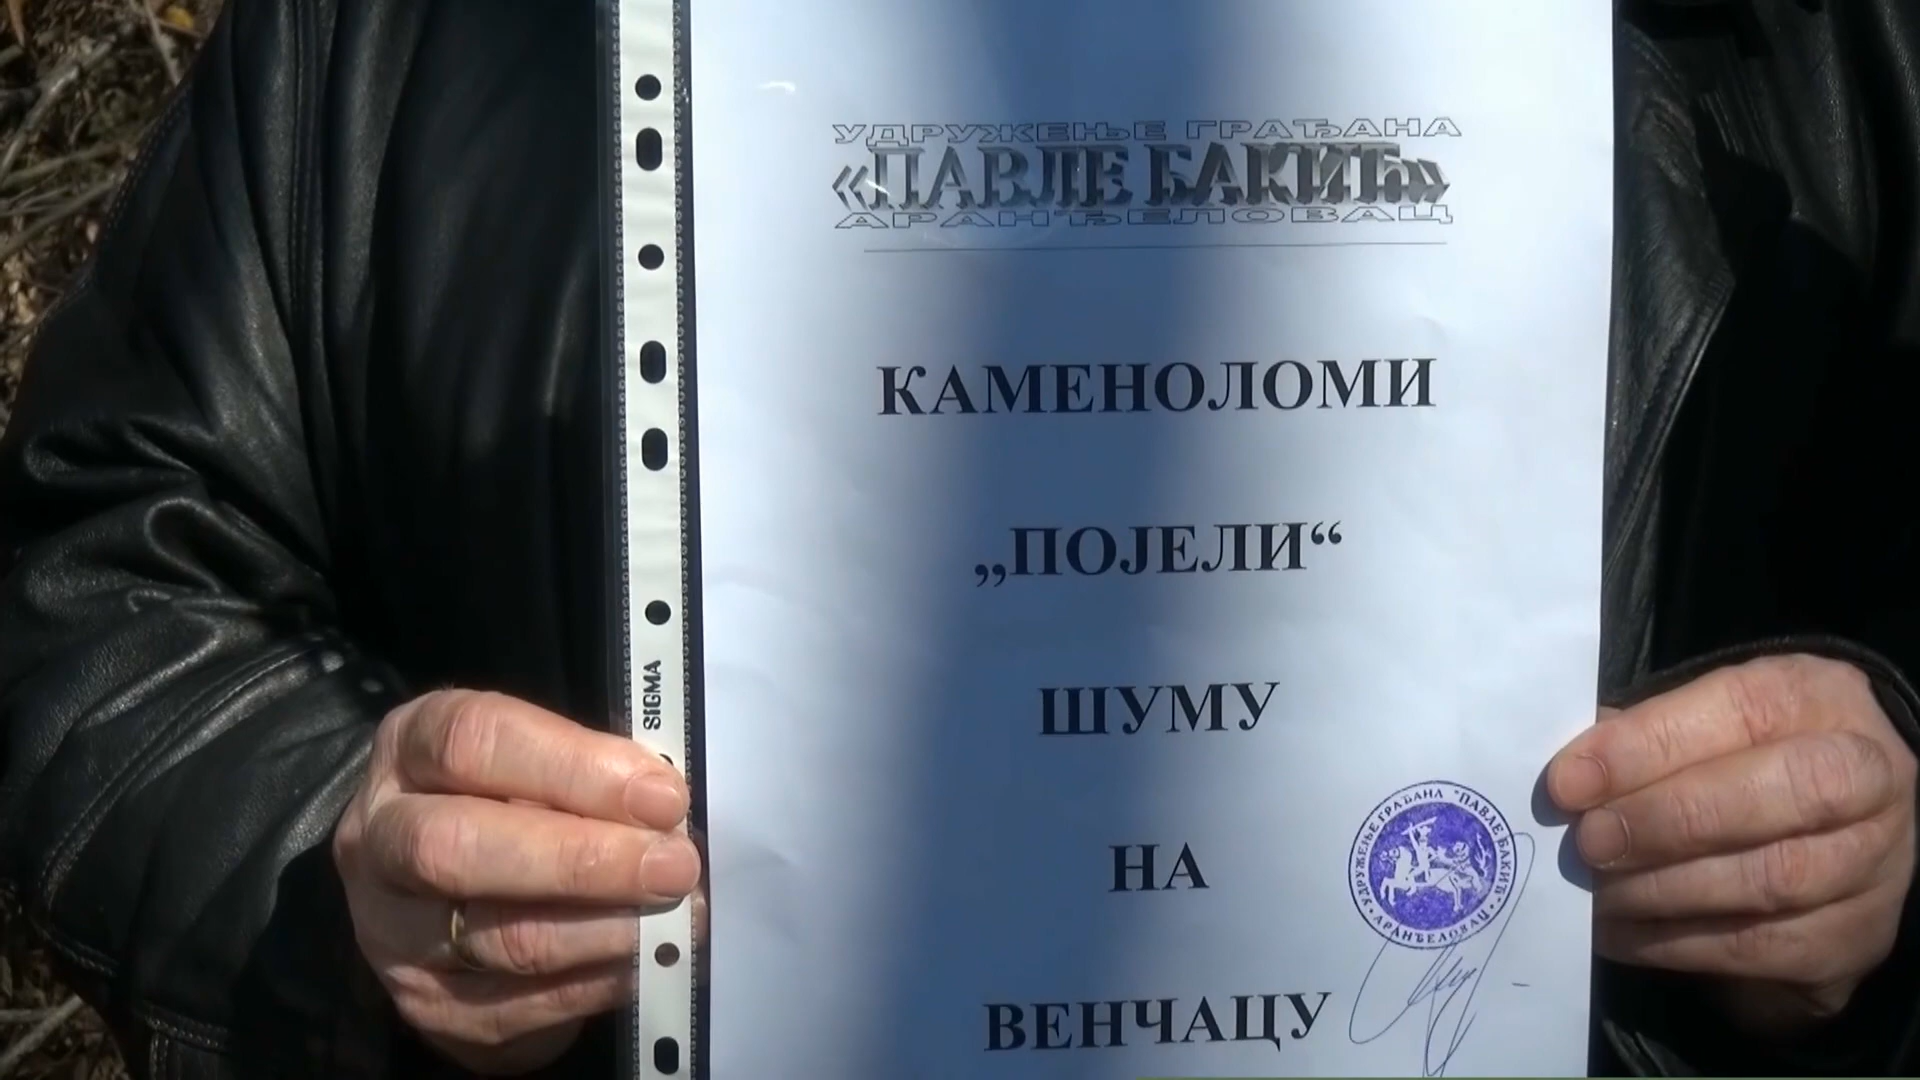 УДРУЖЕЊЕ ГРАЂАНА
«ПАВЛЕ БАКИЋ»
АРАНЂЕЛОВАЦ
КАМЕНОЛОМИ
„ПОЈЕЛИ“
ШУМУ
НА
ВЕНЧАЦУ
SIGMA
УДРУЖЕЊЕ ГРАЂАНА "ПАВЛЕ БАКИЋ"
АРАНЂЕЛОВАЦ